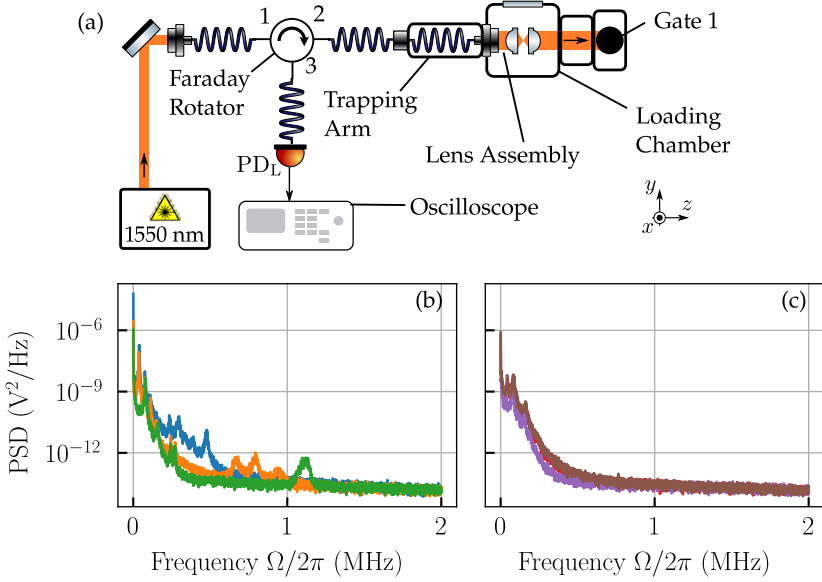 (a)
1
2
3
Faraday
Rotator
Gate 1
Trapping
Arm
Loading
Chamber
Lens Assembly
PD_L
Oscilloscope
1550 nm
y
x
z
(b)
(c)
PSD (V²/Hz)
10⁻⁶
10⁻⁹
10⁻¹²
0
1
2
0
1
2
Frequency Ω/2π (MHz)
Frequency Ω/2π (MHz)